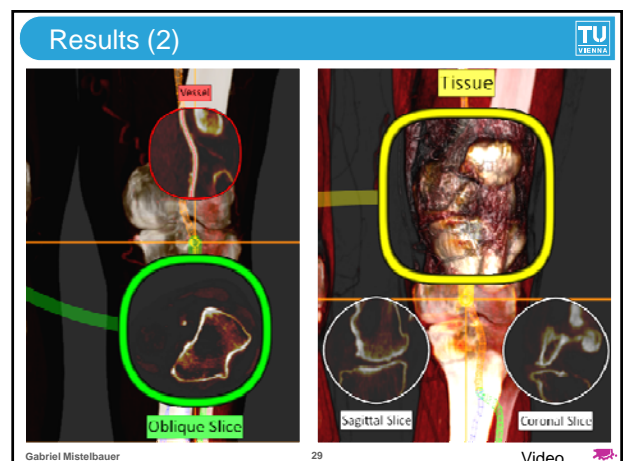 Results (2)
TU
VIENNA
Vessel
Tissue
Oblique Slice
Sagittal Slice
Coronal Slice
Gabriel Mistelbauer
29
Video